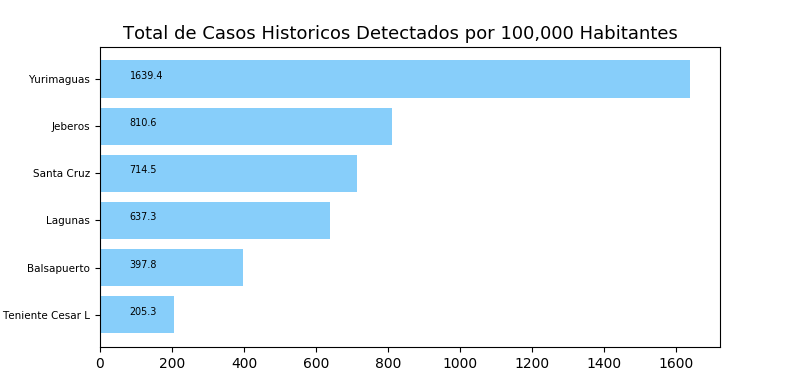 Total de Casos Historicos Detectados por 100,000 Habitantes
Yurimaguas 1639.4
Jeberos 810.6
Santa Cruz 714.5
Lagunas 637.3
Balsapuerto 397.8
Teniente Cesar L 205.3
0 200 400 600 800 1000 1200 1400 1600